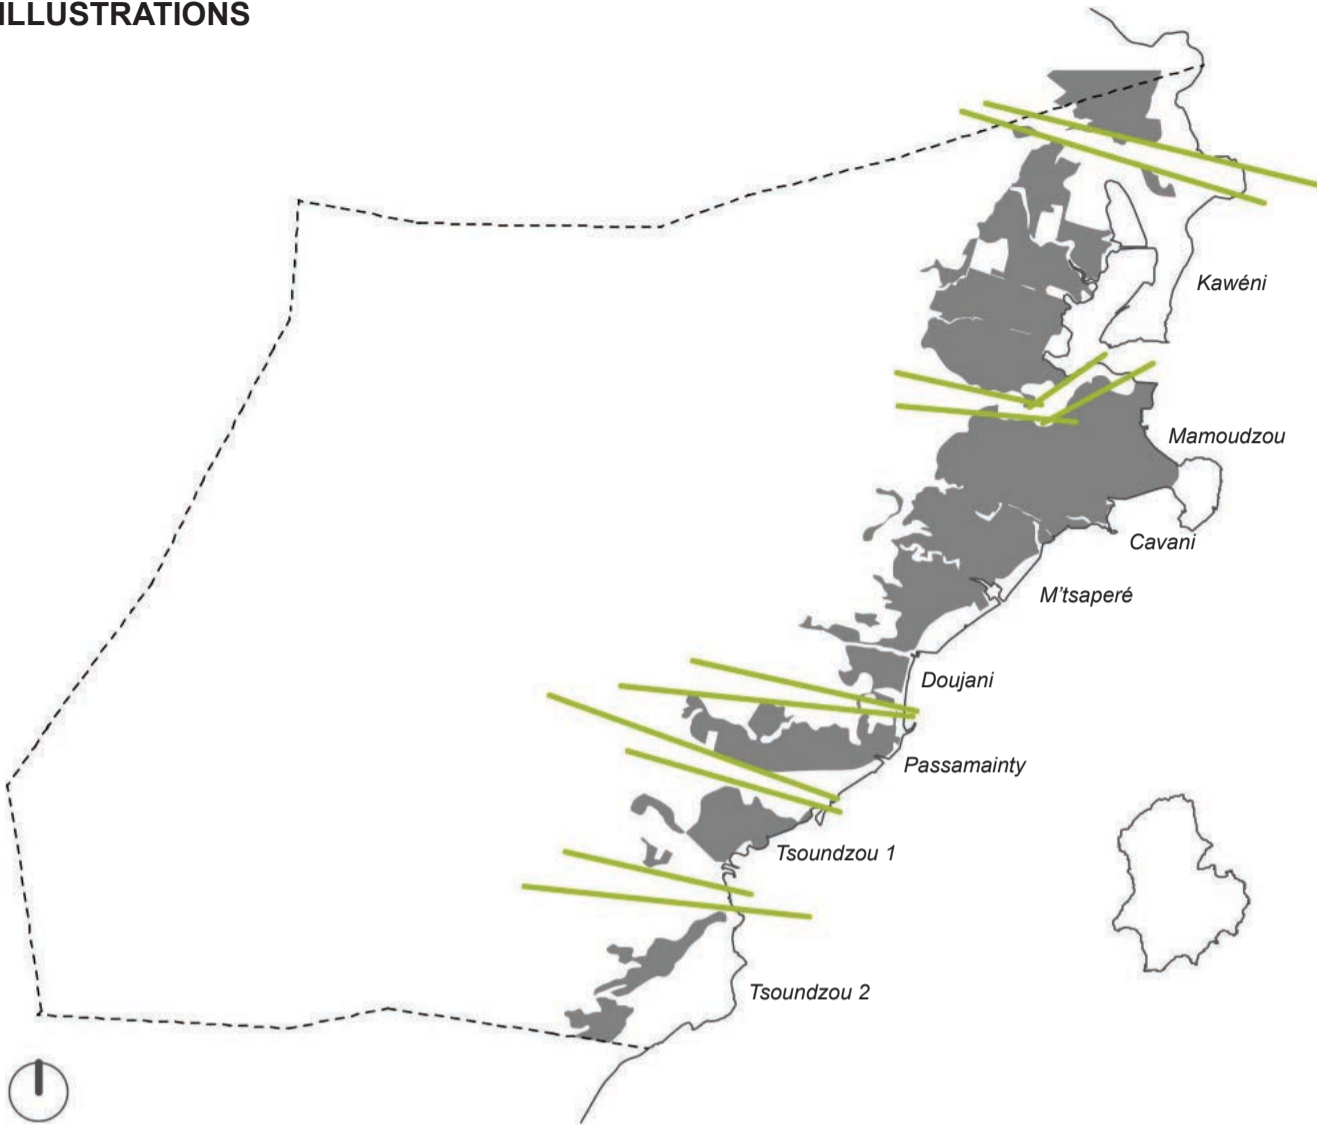 ILLUSTRATIONS
Kawéni
Mamoudzou
Cavani
M'tsaperé
Doujani
Passamainty
Tsoundzou 1
Tsoundzou 2